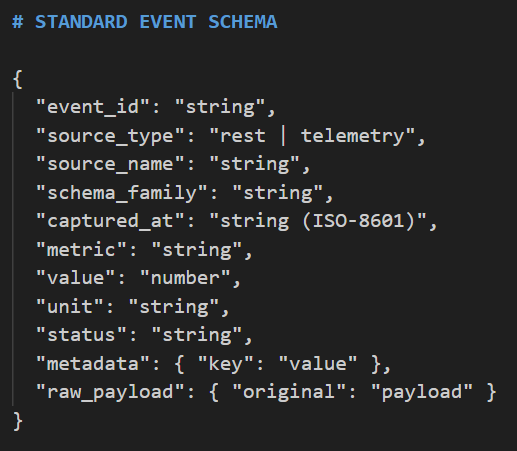 # STANDARD EVENT SCHEMA
{
"event_id": "string",
"source_type": "rest | telemetry",
"source_name": "string",
"schema_family": "string",
"captured_at": "string (ISO-8601)",
"metric": "string",
"value": "number",
"unit": "string",
"status": "string",
"metadata": { "key": "value" },
"raw_payload": { "original": "payload" }
}